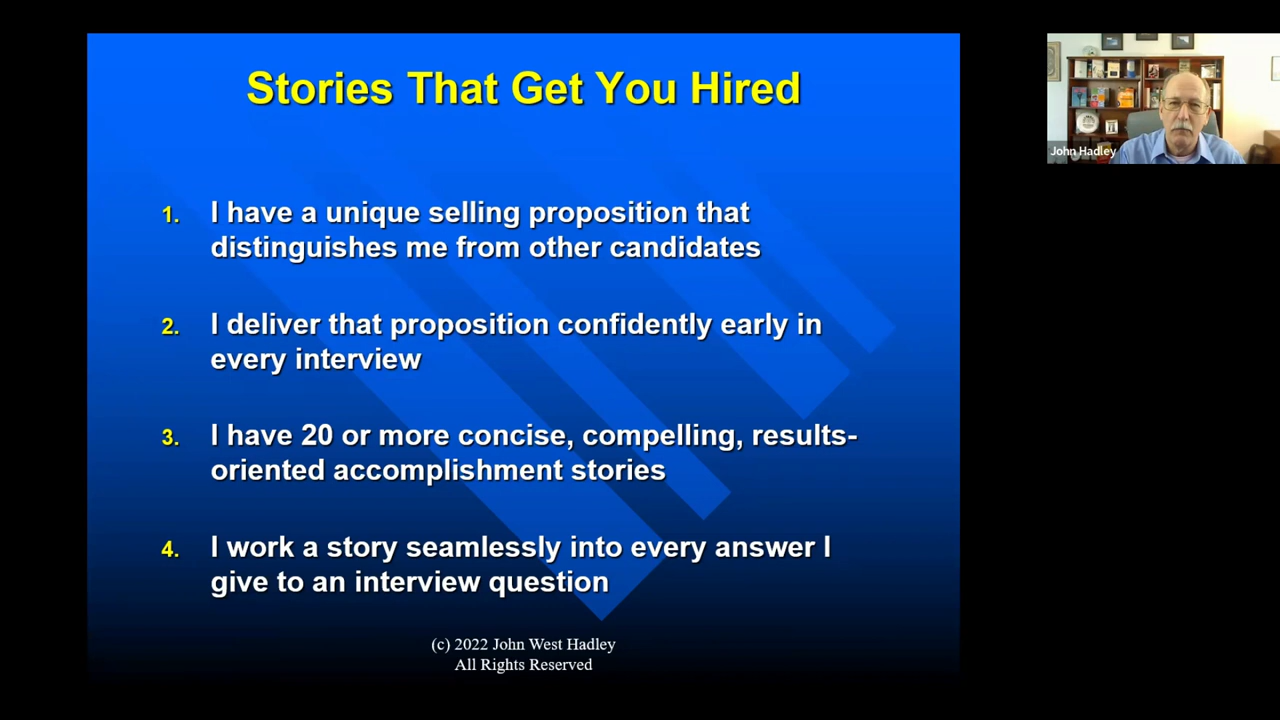 Stories That Get You Hired
1. I have a unique selling proposition that
distinguishes me from other candidates
2. I deliver that proposition confidently early in
every interview
3. I have 20 or more concise, compelling, results-
oriented accomplishment stories
4. I work a story seamlessly into every answer I
give to an interview question
(c) 2022 John West Hadley
All Rights Reserved
John Hadley